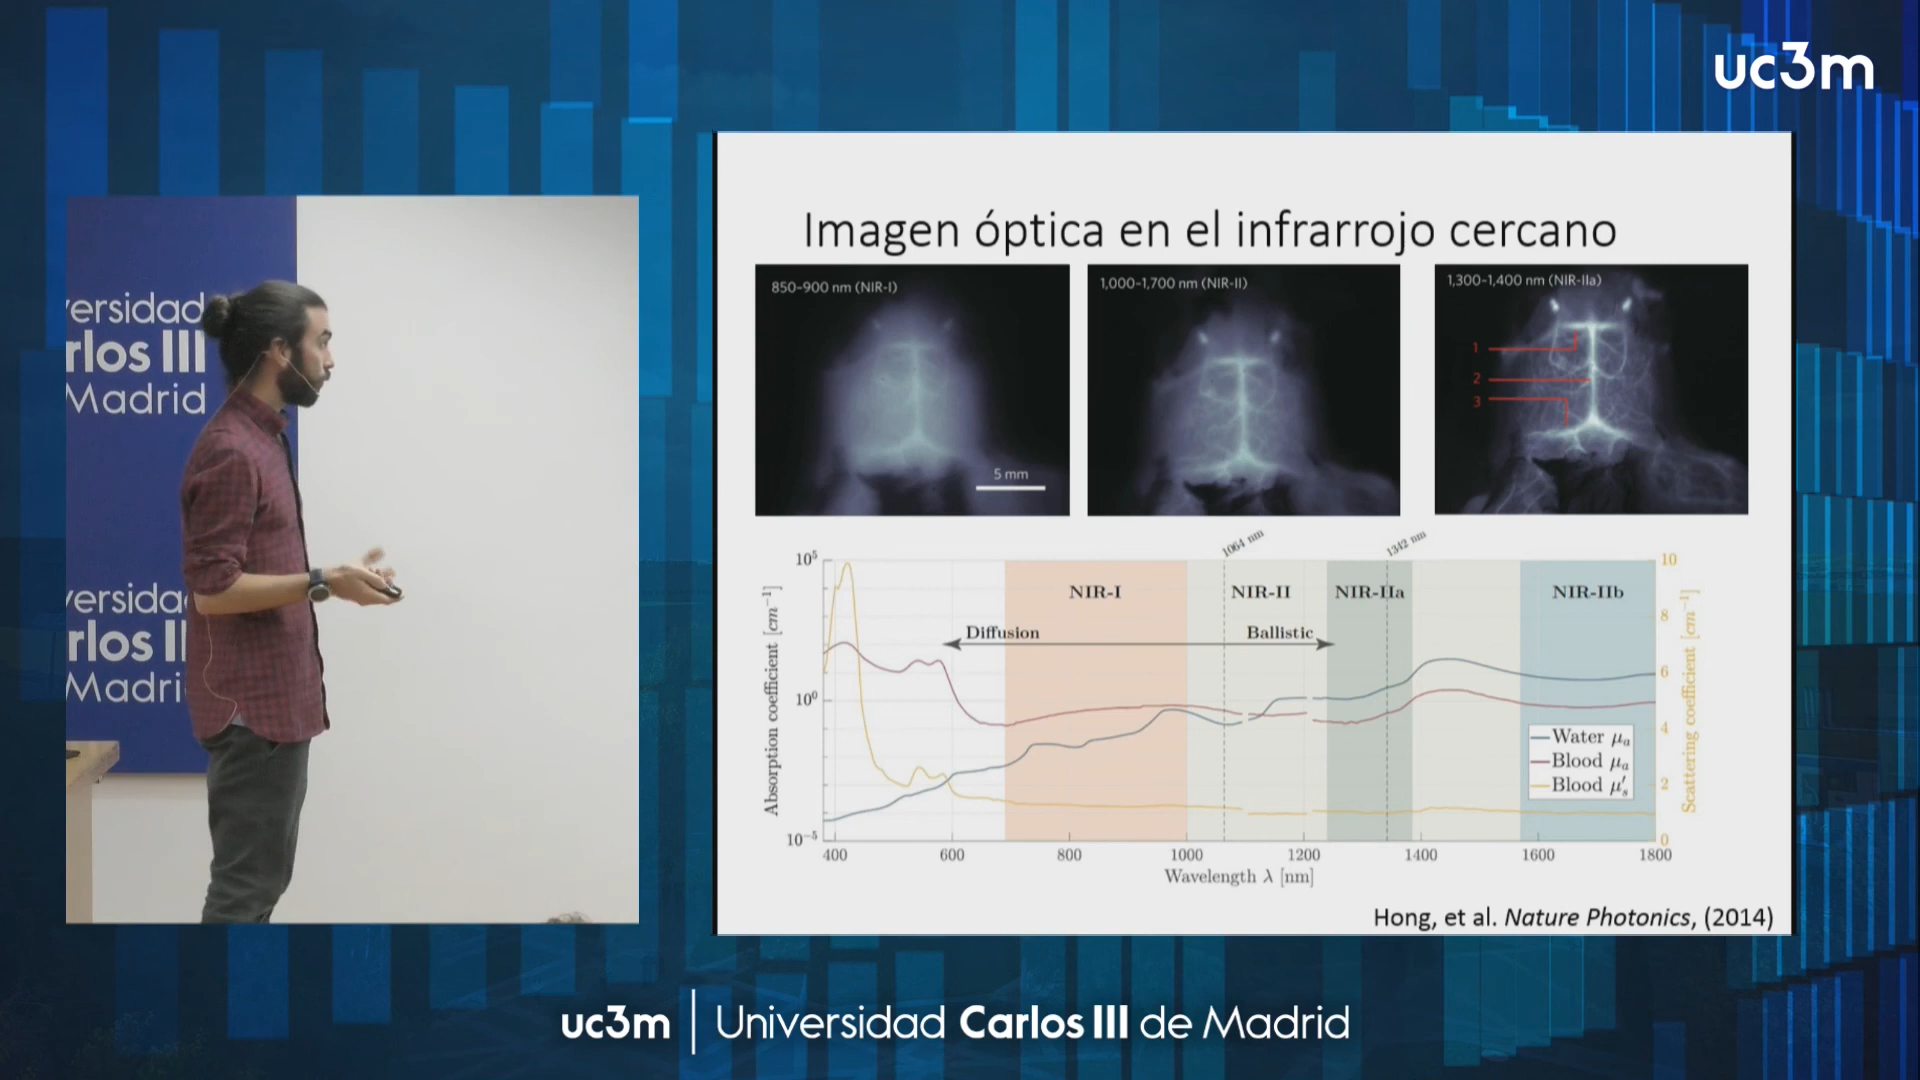 uc3m
ersidad
rlos III
Madrid
versida
rlos II
Madri
Imagen óptica en el infrarrojo cercano
850-900 nm (NIR-I)
5 mm
1,000-1,700 nm (NIR-II)
1,300-1,400 nm (NIR-IIa)
1
2
3
1064 nm
1342 nm
10⁵
10⁰
10⁻⁵
Absorption coefficient [cm⁻¹]
NIR-I
NIR-II
NIR-IIa
NIR-IIb
Diffusion
Ballistic
10
8
6
4
2
0
Scattering coefficient [cm⁻¹]
Water μₐ
Blood μₐ
Blood μ′ₛ
400
600
800
1000
1200
1400
1600
1800
Wavelength λ [nm]
Hong, et al. Nature Photonics, (2014)
uc3m | Universidad Carlos III de Madrid